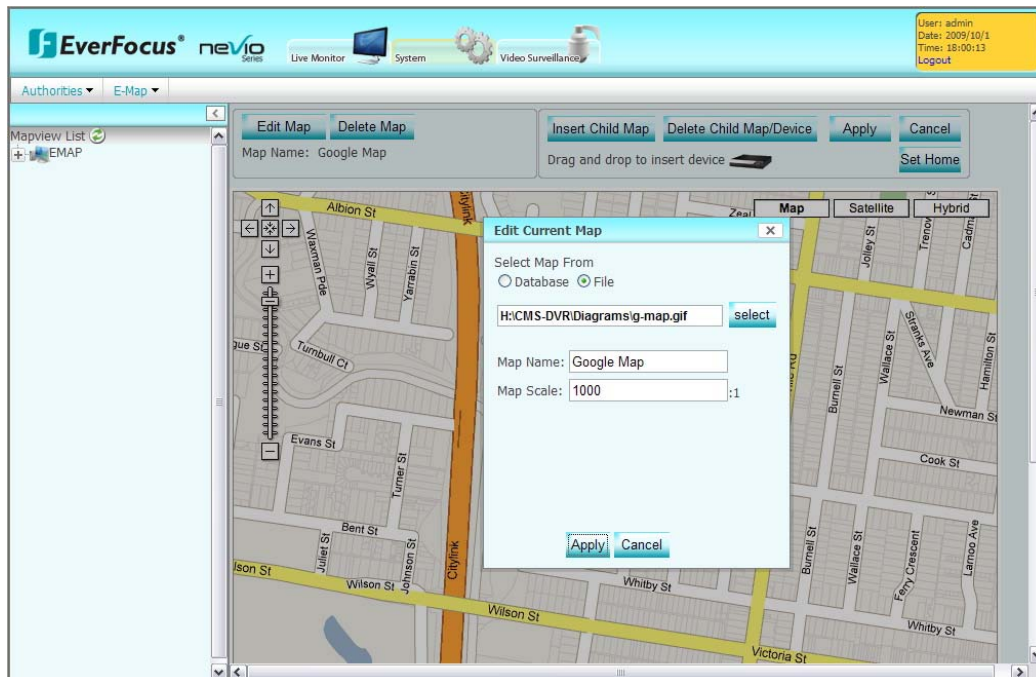 EverFocus® nevio Series
Live Monitor
System
Video Surveillance
User: admin
Date: 2009/10/1
Time: 18:00:13
Logout
Authorities
E-Map
Mapview List
EMAP
Edit Map
Delete Map
Map Name: Google Map
Insert Child Map
Delete Child Map/Device
Apply
Cancel
Drag and drop to insert device
Set Home
Map
Satellite
Hybrid
Albion St
Citylink
Waxman Pde
Wyall St
Yarrabin St
Turnbull Ct
Evans St
Turner St
Bent St
Juliet St
Johnson St
Wilson St
Citylink
lson St
Edit Current Map
Select Map From
Database
File
H:\CMS-DVR\Diagrams\g-map.gif
select
Map Name: Google Map
Map Scale: 1000 :1
Apply
Cancel
Jolley St
Wallace St
Stranks Ave
Hamilton St
Burnell St
Newman St
Cook St
Burnell St
Wallace St
Ferry Crescent
Larnoo Ave
Whitby St
Whitby St
Wilson St
Victoria St